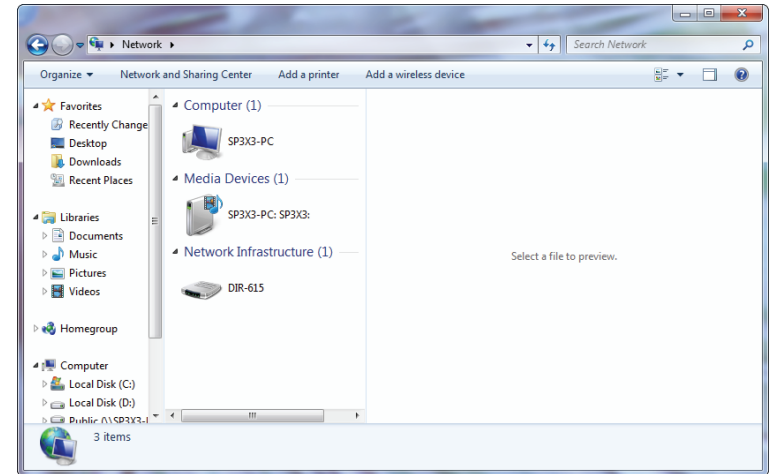 Network
Search Network
Organize
Network and Sharing Center
Add a printer
Add a wireless device
Favorites
Recently Change
Desktop
Downloads
Recent Places
Libraries
Documents
Music
Pictures
Videos
Homegroup
Computer
Local Disk (C:)
Local Disk (D:)
Public (\\SP3X3-
Computer (1)
SP3X3-PC
Media Devices (1)
SP3X3-PC: SP3X3:
Network Infrastructure (1)
DIR-615
Select a file to preview.
3 items